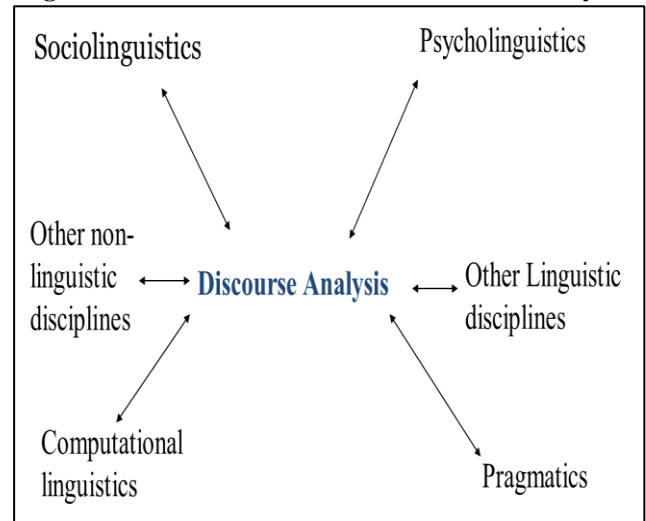 Sociolinguistics
Psycholinguistics
Other non-
linguistic
disciplines
Discourse Analysis
Other Linguistic
disciplines
Computational
linguistics
Pragmatics